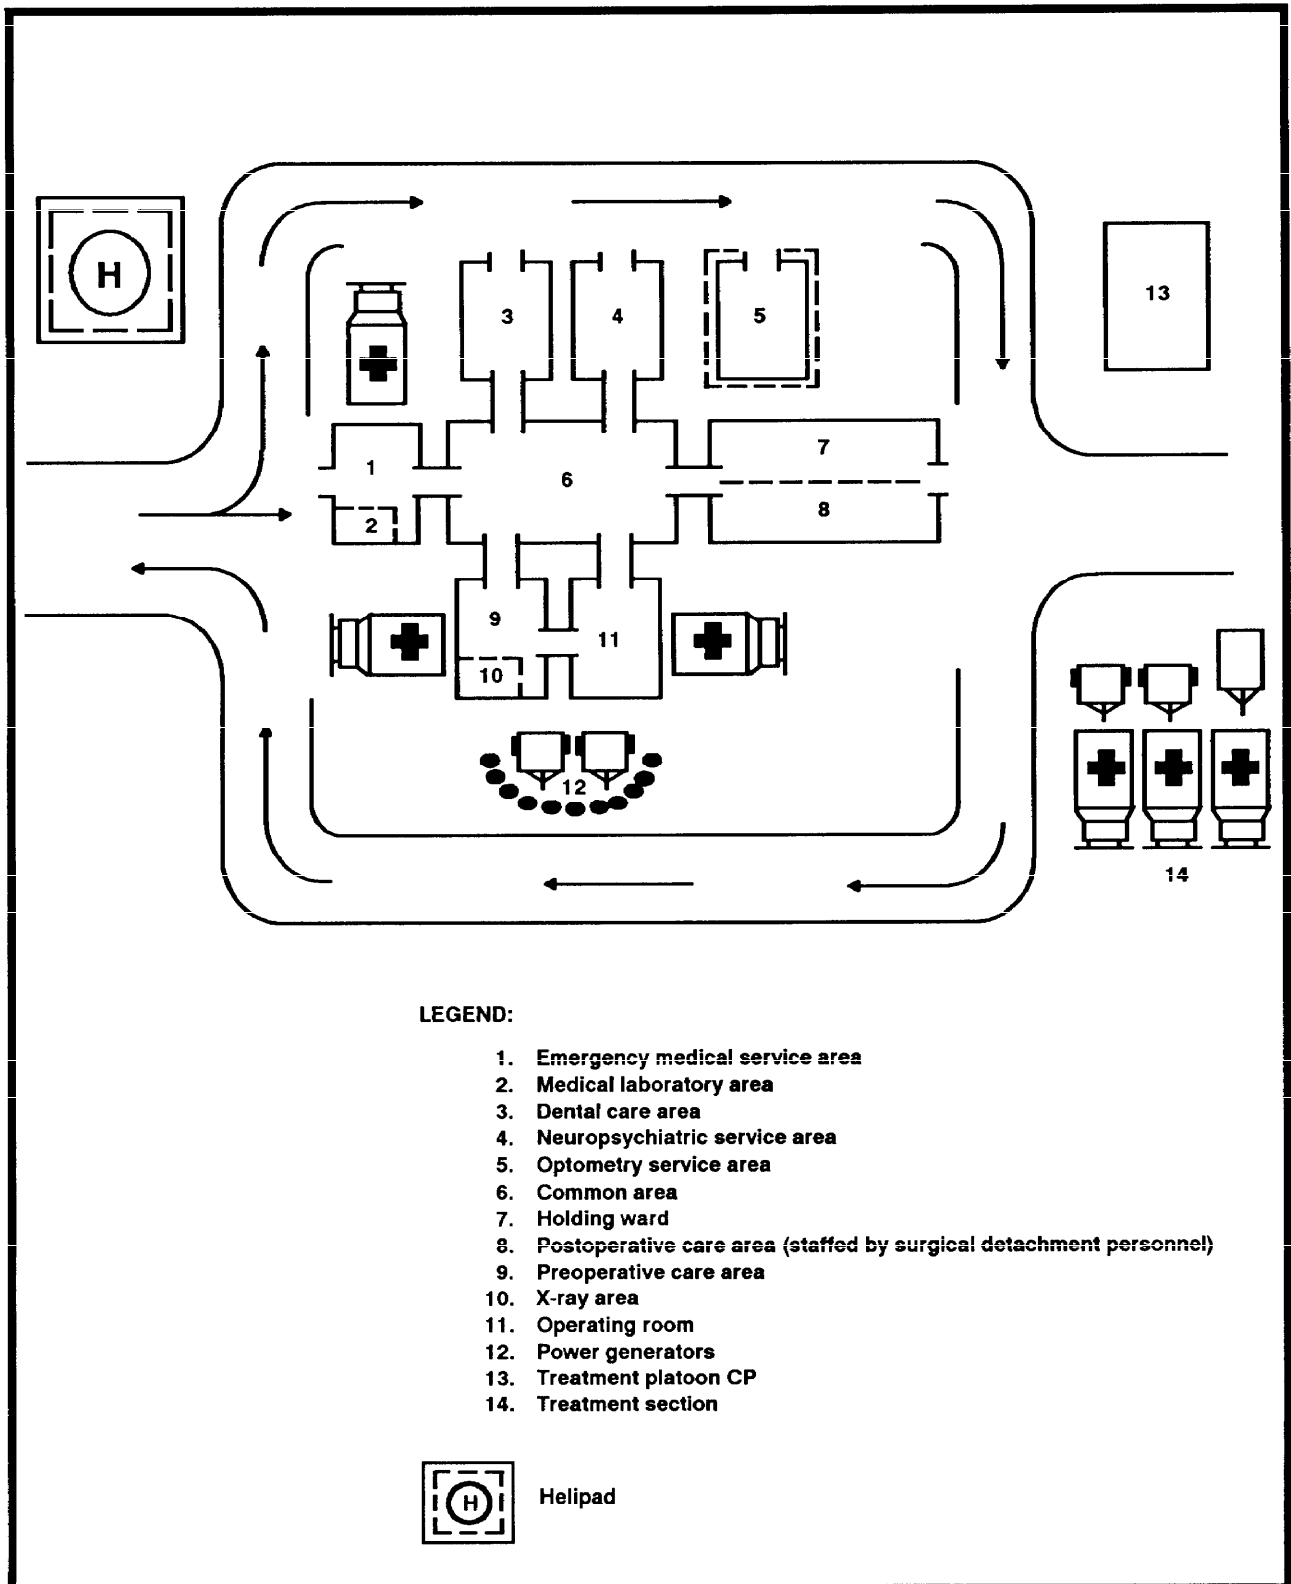 H
13
3
4
5
7
1
6
2
8
9
11
10
12
14
LEGEND:
1. Emergency medical service area
2. Medical laboratory area
3. Dental care area
4. Neuropsychiatric service area
5. Optometry service area
6. Common area
7. Holding ward
8. Postoperative care area (staffed by surgical detachment personnel)
9. Preoperative care area
10. X-ray area
11. Operating room
12. Power generators
13. Treatment platoon CP
14. Treatment section
H Helipad